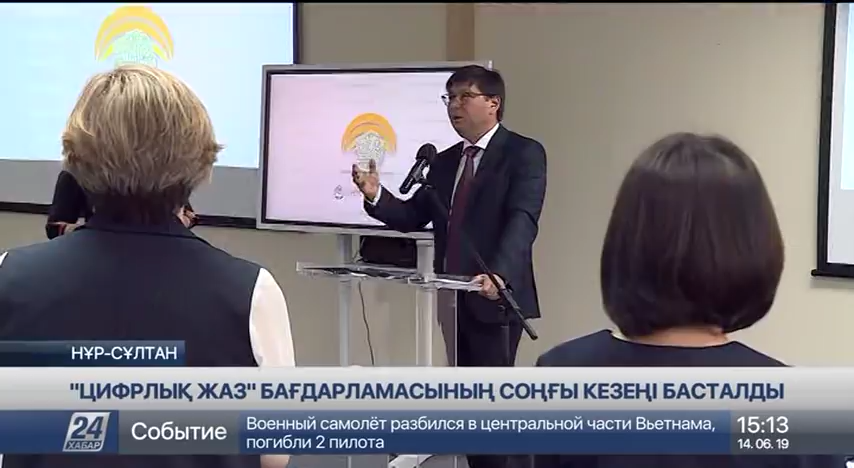 НҰР-СҰЛТАН
"ЦИФРЛЫҚ ЖАЗ" БАҒДАРЛАМАСЫНЫҢ СОҢҒЫ КЕЗЕҢІ БАСТАЛДЫ
24
ХАБАР
Событие
Военный самолёт разбился в центральной части Вьетнама,
погибли 2 пилота
15:13
14.06.19